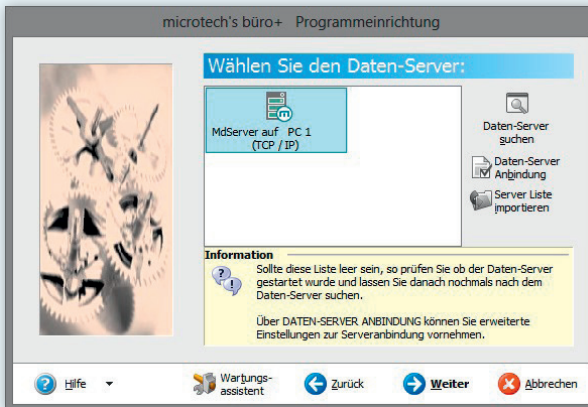 microtech's büro+ Programmeinrichtung
Wählen Sie den Daten-Server:
MdServer auf PC 1
(TCP / IP)
Daten-Server
suchen
Daten-Server
Anbindung
Server Liste
importieren
Information
Sollte diese Liste leer sein, so prüfen Sie ob der Daten-Server
gestartet wurde und lassen Sie danach nochmals nach dem
Daten-Server suchen.
Über DATEN-SERVER ANBINDUNG können Sie erweiterte
Einstellungen zur Serveranbindung vornehmen.
Hilfe
Wartungs-
assistent
Zurück
Weiter
Abbrechen